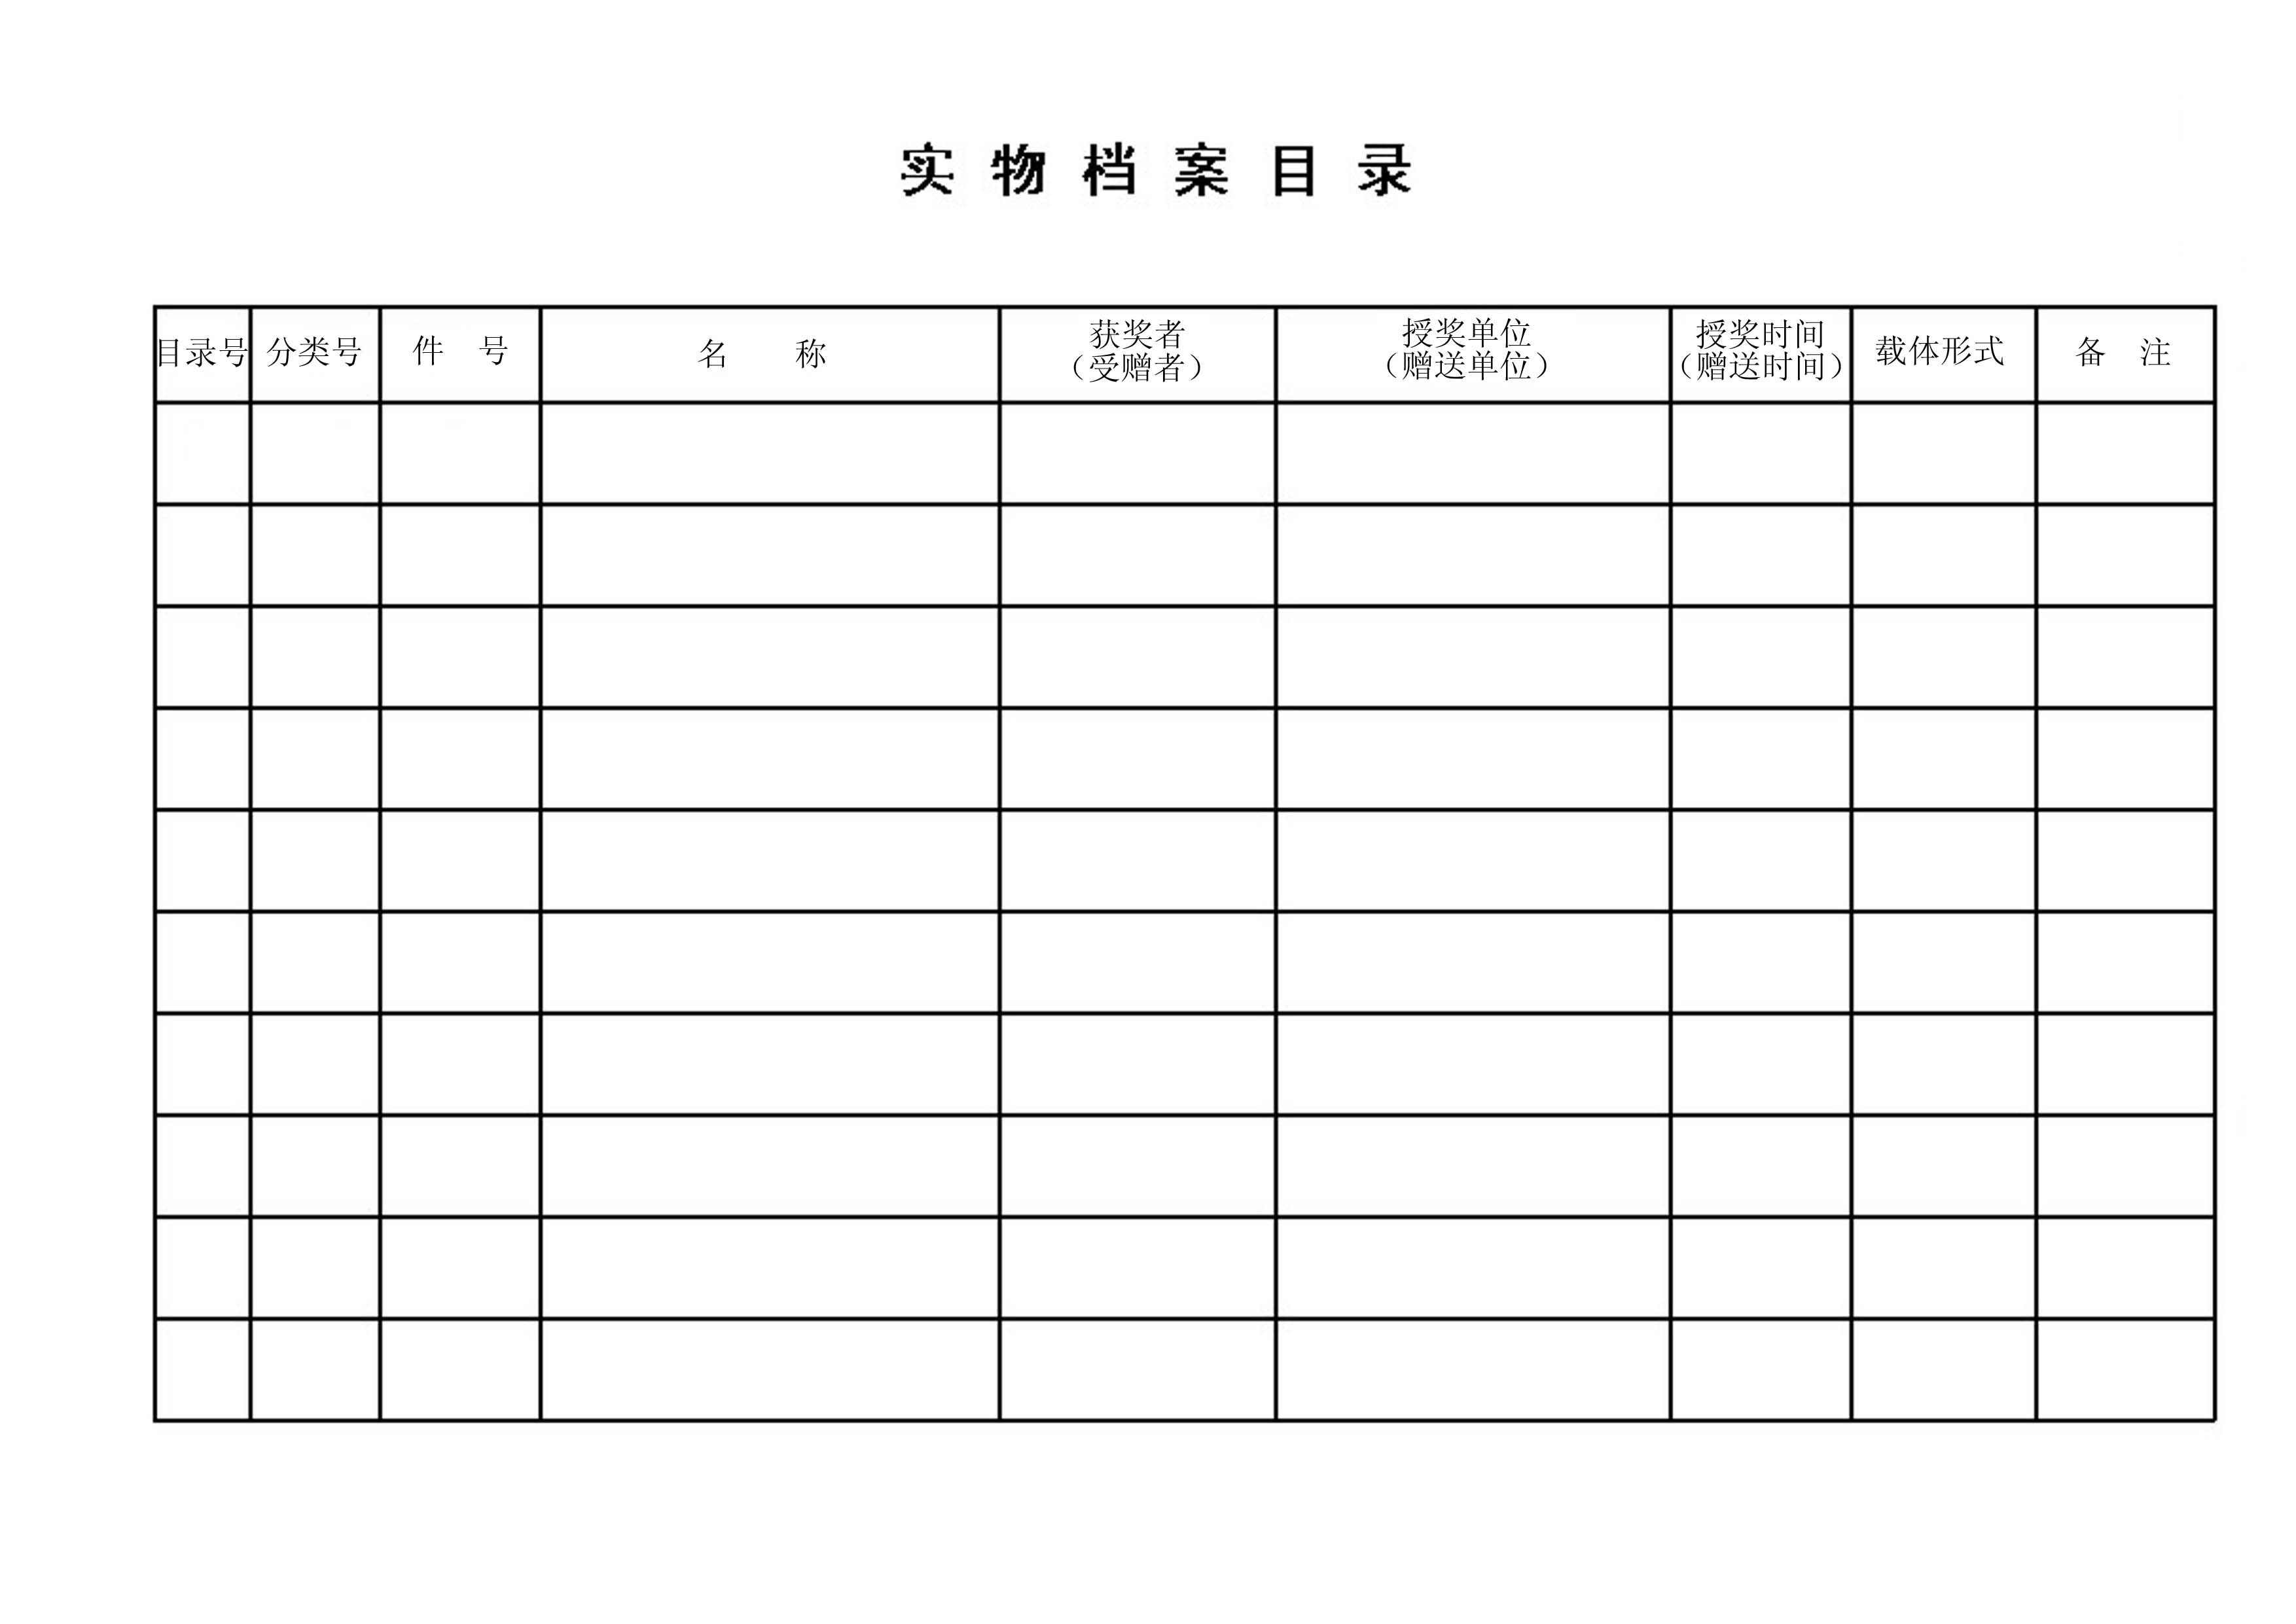 实 物 档 案 目 录
目录号 分类号 件 号 名 称 获奖者 授奖单位 授奖时间 载体形式 备 注
（受赠者） （赠送单位） （赠送时间）